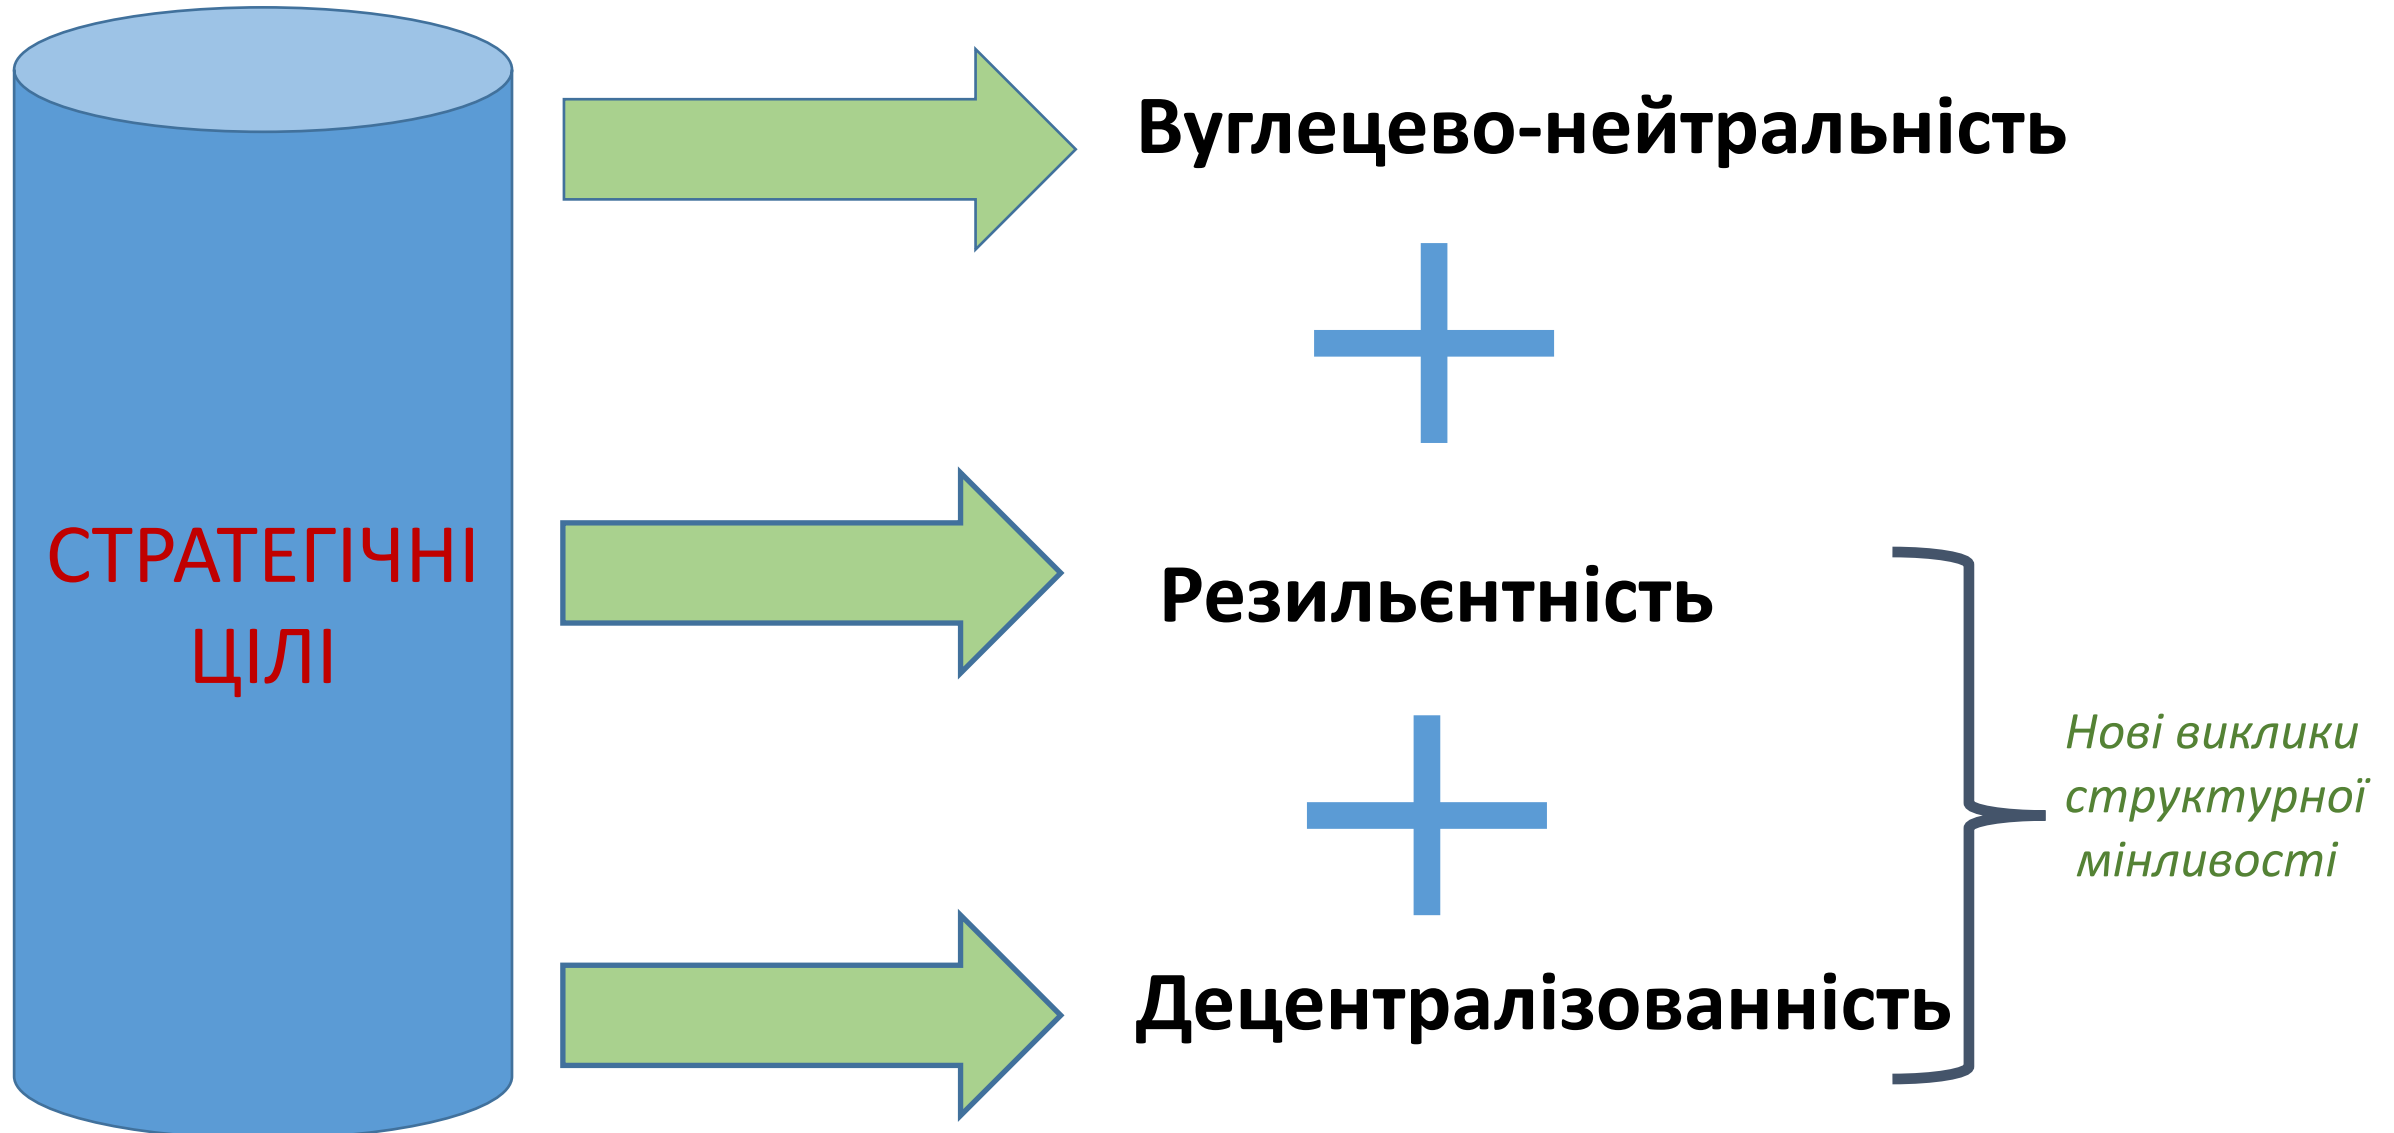 СТРАТЕГІЧНІ
ЦІЛІ
Вуглецево-нейтральність
Резильєнтність
Децентралізованність
Нові виклики
структурної
мінливості